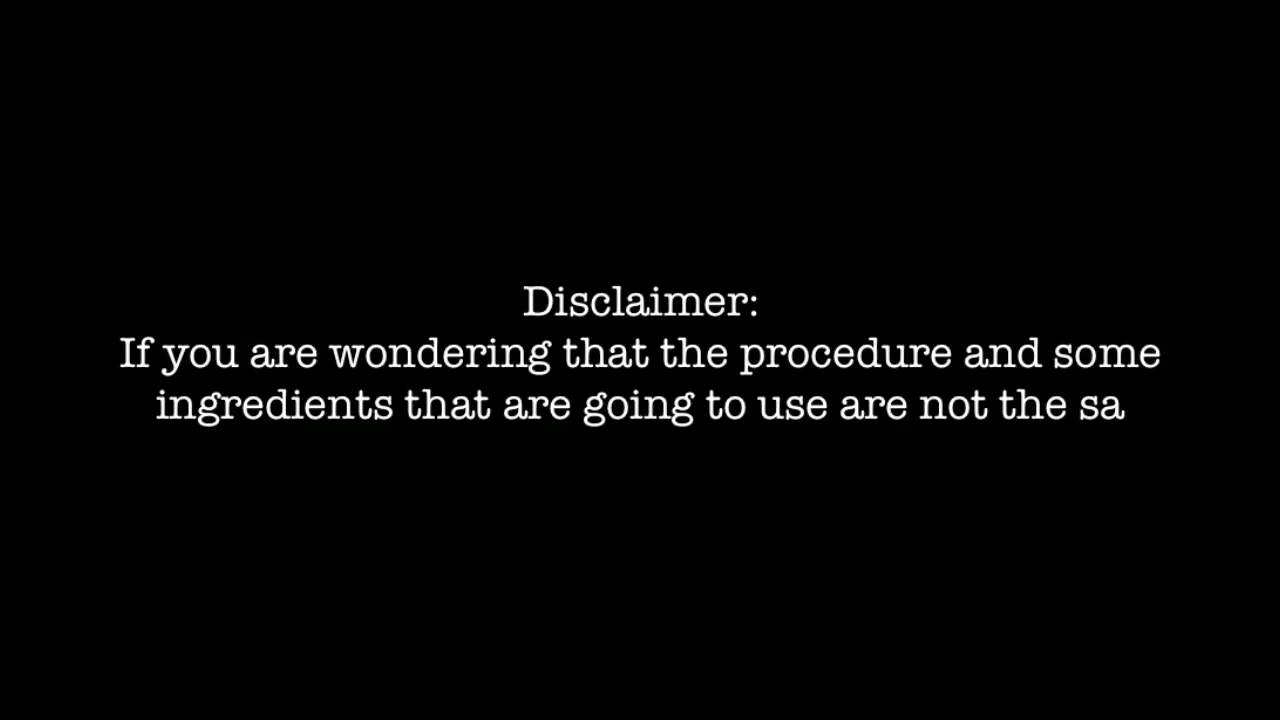 Disclaimer:
If you are wondering that the procedure and some
ingredients that are going to use are not the sa